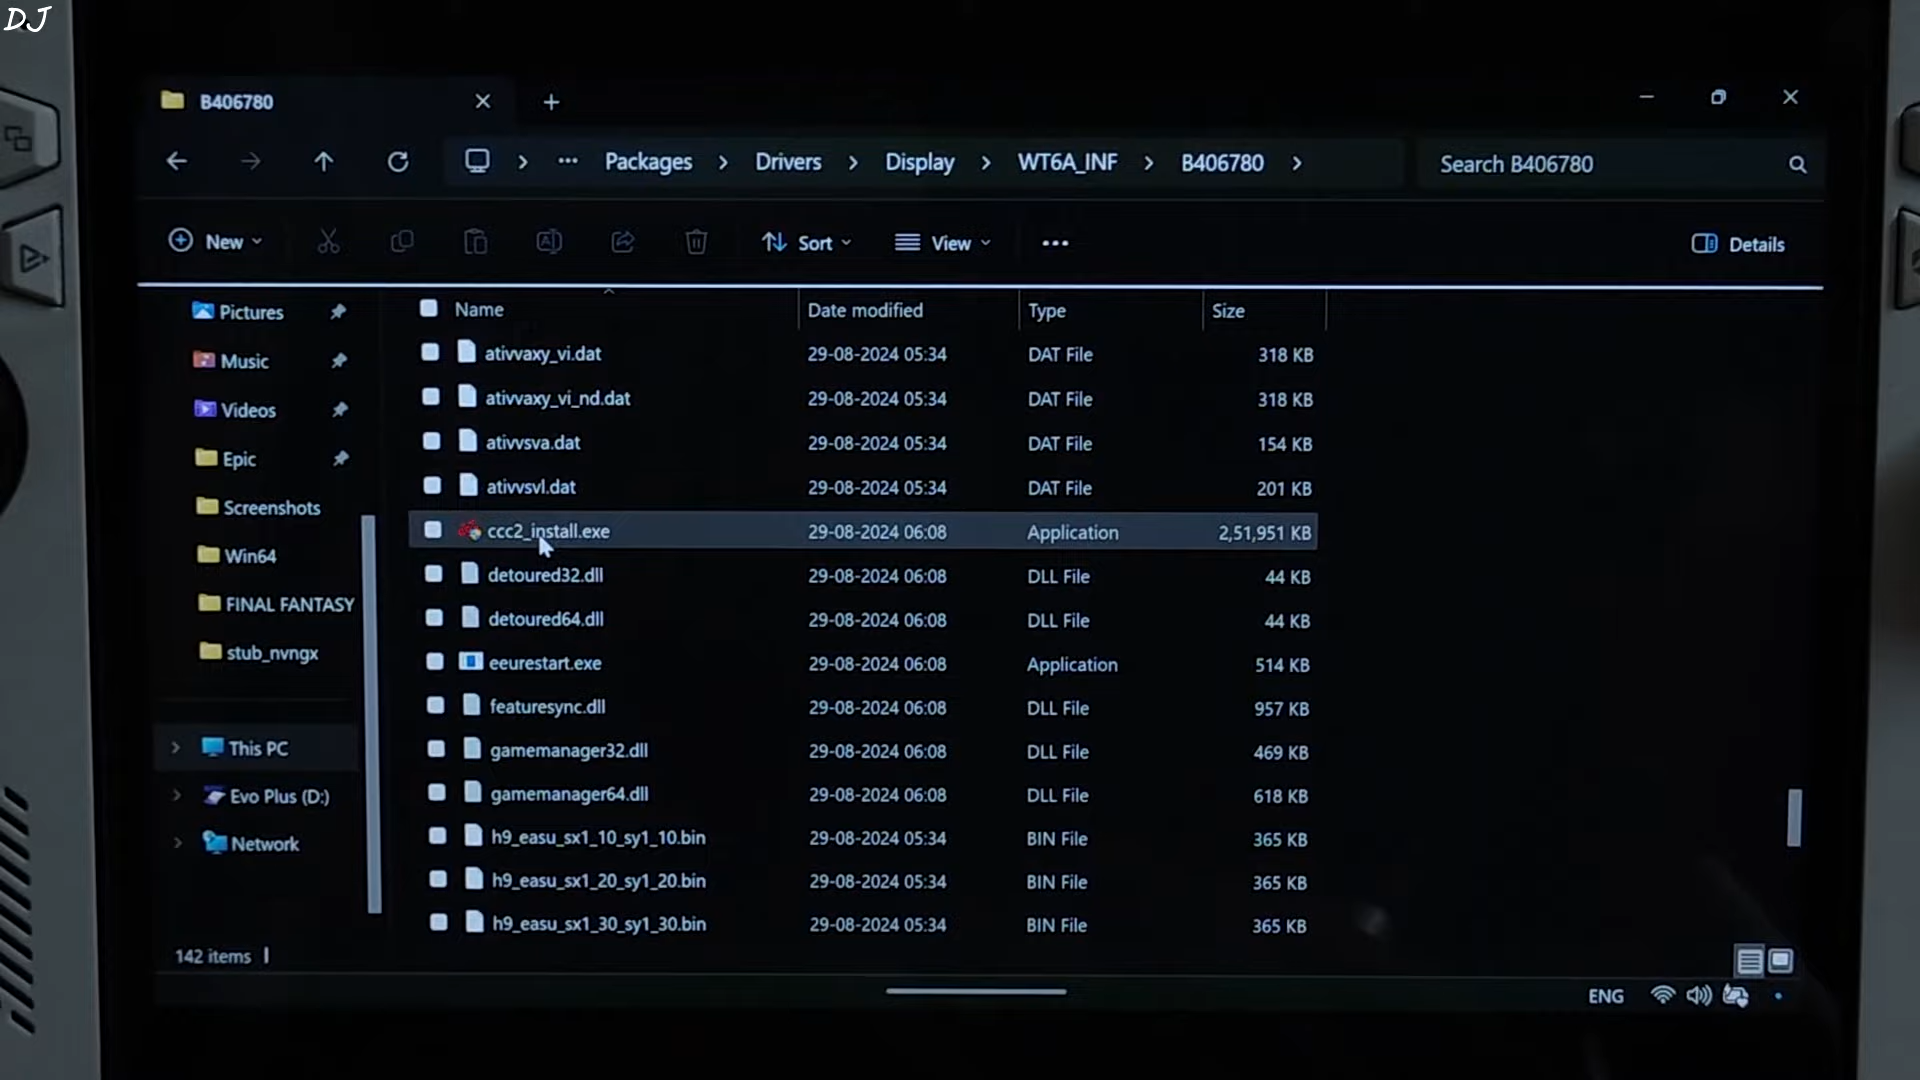 DJ
B406780
Packages > Drivers > Display > WT6A_INF > B406780 >
Search B406780
New
Sort
View
Details
Pictures
Music
Videos
Epic
Screenshots
Win64
FINAL FANTASY
stub_nvngx
This PC
Evo Plus (D:)
Network
Name Date modified Type Size
ativvaxy_vi.dat 29-08-2024 05:34 DAT File 318 KB
ativvaxy_vi_nd.dat 29-08-2024 05:34 DAT File 318 KB
ativvsva.dat 29-08-2024 05:34 DAT File 154 KB
ativvsvl.dat 29-08-2024 05:34 DAT File 201 KB
ccc2_install.exe 29-08-2024 06:08 Application 2,51,951 KB
detoured32.dll 29-08-2024 06:08 DLL File 44 KB
detoured64.dll 29-08-2024 06:08 DLL File 44 KB
eeurestart.exe 29-08-2024 06:08 Application 514 KB
featuresync.dll 29-08-2024 06:08 DLL File 957 KB
gamemanager32.dll 29-08-2024 06:08 DLL File 469 KB
gamemanager64.dll 29-08-2024 06:08 DLL File 618 KB
h9_easu_sx1_10_sy1_10.bin 29-08-2024 05:34 BIN File 365 KB
h9_easu_sx1_20_sy1_20.bin 29-08-2024 05:34 BIN File 365 KB
h9_easu_sx1_30_sy1_30.bin 29-08-2024 05:34 BIN File 365 KB
142 items
ENG